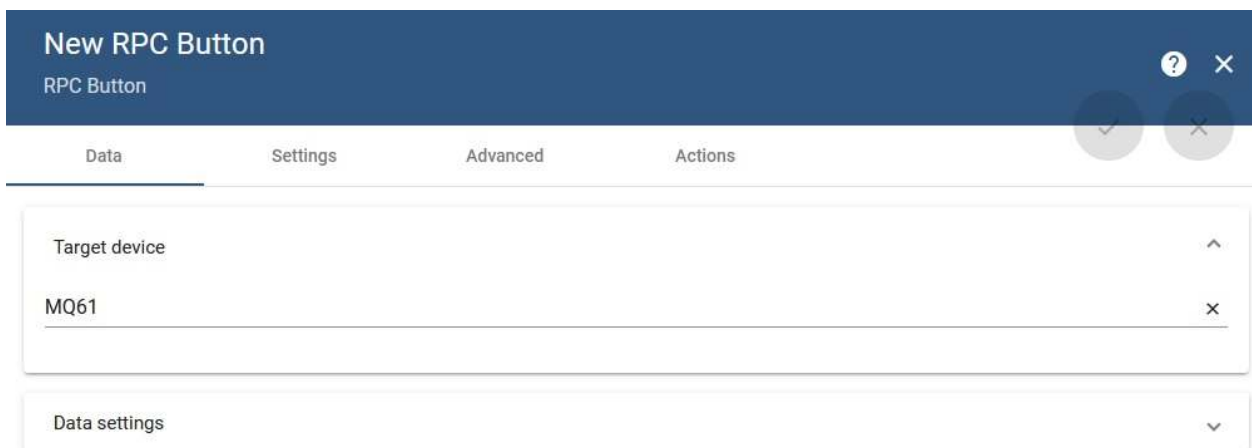 New RPC Button
RPC Button
?
Data Settings Advanced Actions
Target device
MQ61
Data settings